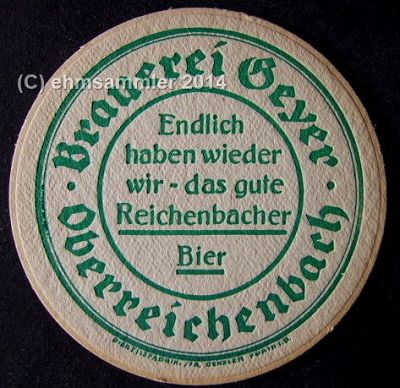 (C) ehmsammler 2014
Brauerei Geyer
Endlich
haben wieder
wir - das gute
Reichenbacher
Bier
Oberreichenbach